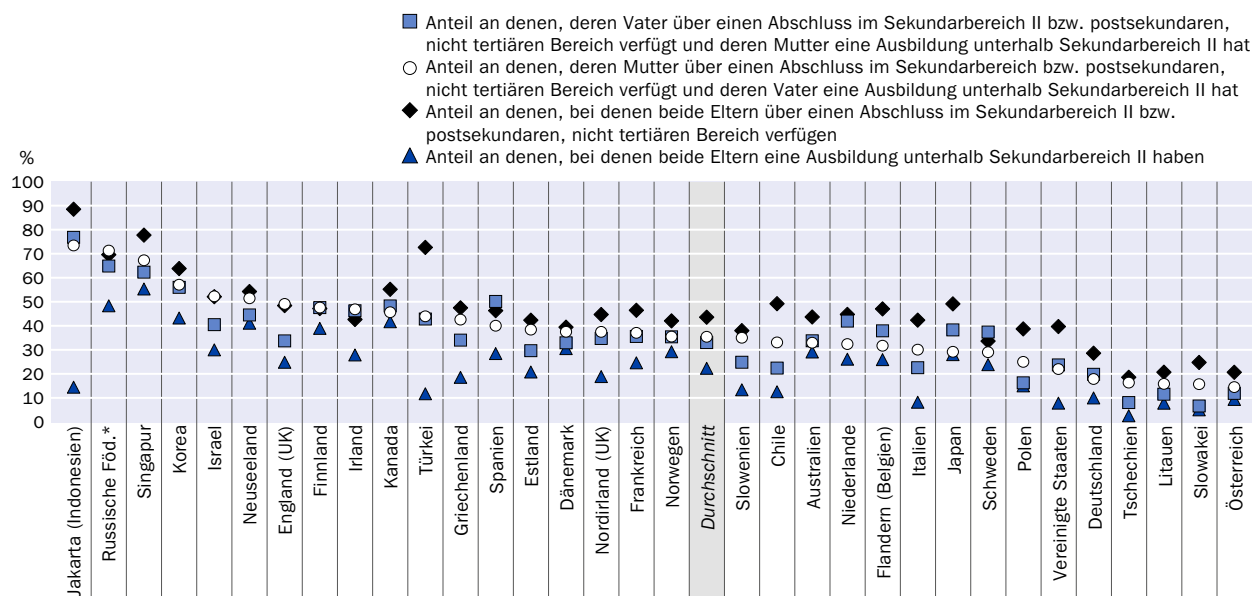 Anteil an denen, deren Vater über einen Abschluss im Sekundarbereich II bzw. postsekundaren,
nicht tertiären Bereich verfügt und deren Mutter eine Ausbildung unterhalb Sekundarbereich II hat
Anteil an denen, deren Mutter über einen Abschluss im Sekundarbereich bzw. postsekundaren,
nicht tertiären Bereich verfügt und deren Vater eine Ausbildung unterhalb Sekundarbereich II hat
Anteil an denen, bei denen beide Eltern über einen Abschluss im Sekundarbereich II bzw.
postsekundaren, nicht tertiären Bereich verfügen
Anteil an denen, bei denen beide Eltern eine Ausbildung unterhalb Sekundarbereich II haben
%
100
90
80
70
60
50
40
30
20
10
0
Jakarta (Indonesien)
Russische Föd.*
Singapur
Korea
Israel
Neuseeland
England (UK)
Finnland
Irland
Kanada
Türkei
Griechenland
Spanien
Estland
Dänemark
Nordirland (UK)
Frankreich
Norwegen
Durchschnitt
Slowenien
Chile
Australien
Niederlande
Flandern (Belgien)
Italien
Japan
Schweden
Polen
Vereinigte Staaten
Deutschland
Tschechien
Litauen
Slowakei
Österreich